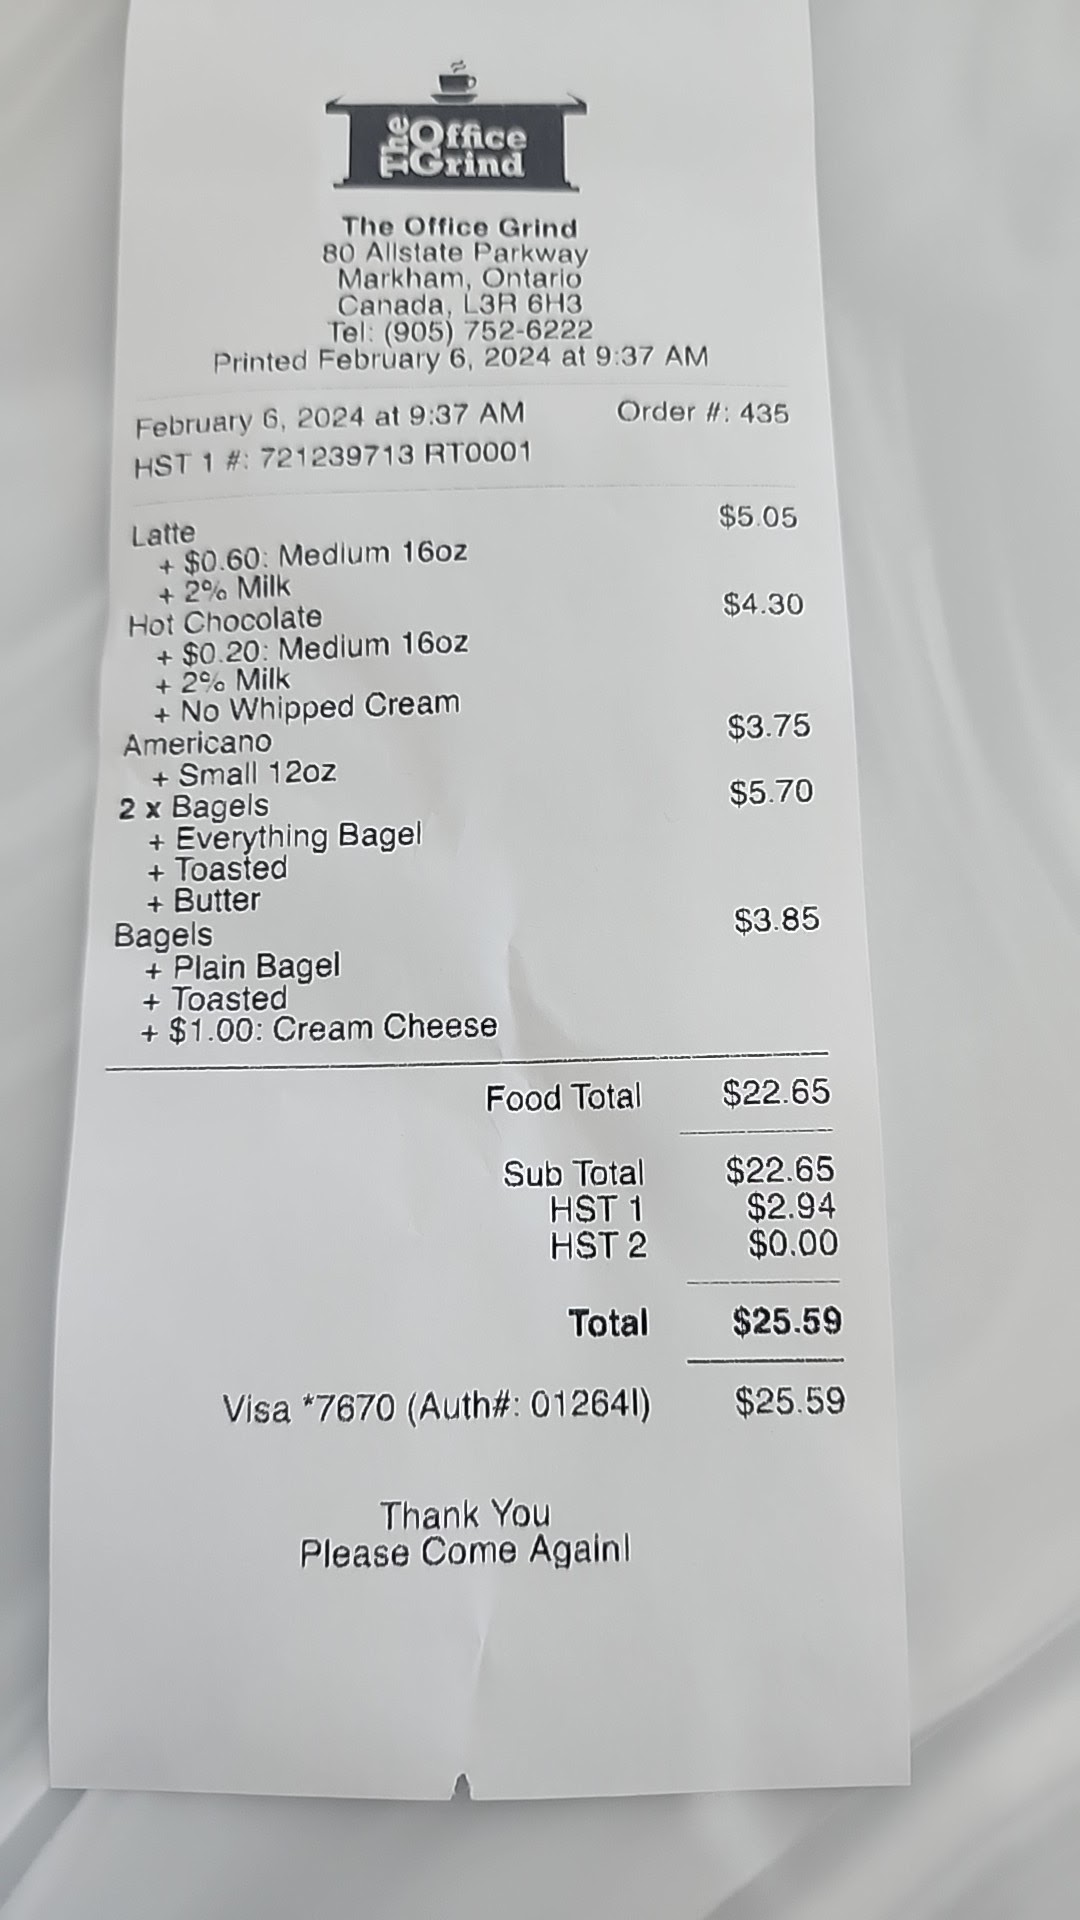 The Office Grind
The Office Grind
80 Allstate Parkway
Markham, Ontario
Canada, L3R 6H3
Tel: (905) 752-6222
Printed February 6, 2024 at 9:37 AM
February 6, 2024 at 9:37 AM Order #: 435
HST 1 #: 721239713 RT0001
Latte $5.05
+ $0.60: Medium 16oz
+ 2% Milk
Hot Chocolate $4.30
+ $0.20: Medium 16oz
+ 2% Milk
+ No Whipped Cream
Americano $3.75
+ Small 12oz
2 x Bagels $5.70
+ Everything Bagel
+ Toasted
+ Butter
Bagels $3.85
+ Plain Bagel
+ Toasted
+ $1.00: Cream Cheese
Food Total $22.65
Sub Total $22.65
HST 1 $2.94
HST 2 $0.00
Total $25.59
Visa *7670 (Auth#: 01264I) $25.59
Thank You
Please Come Again!